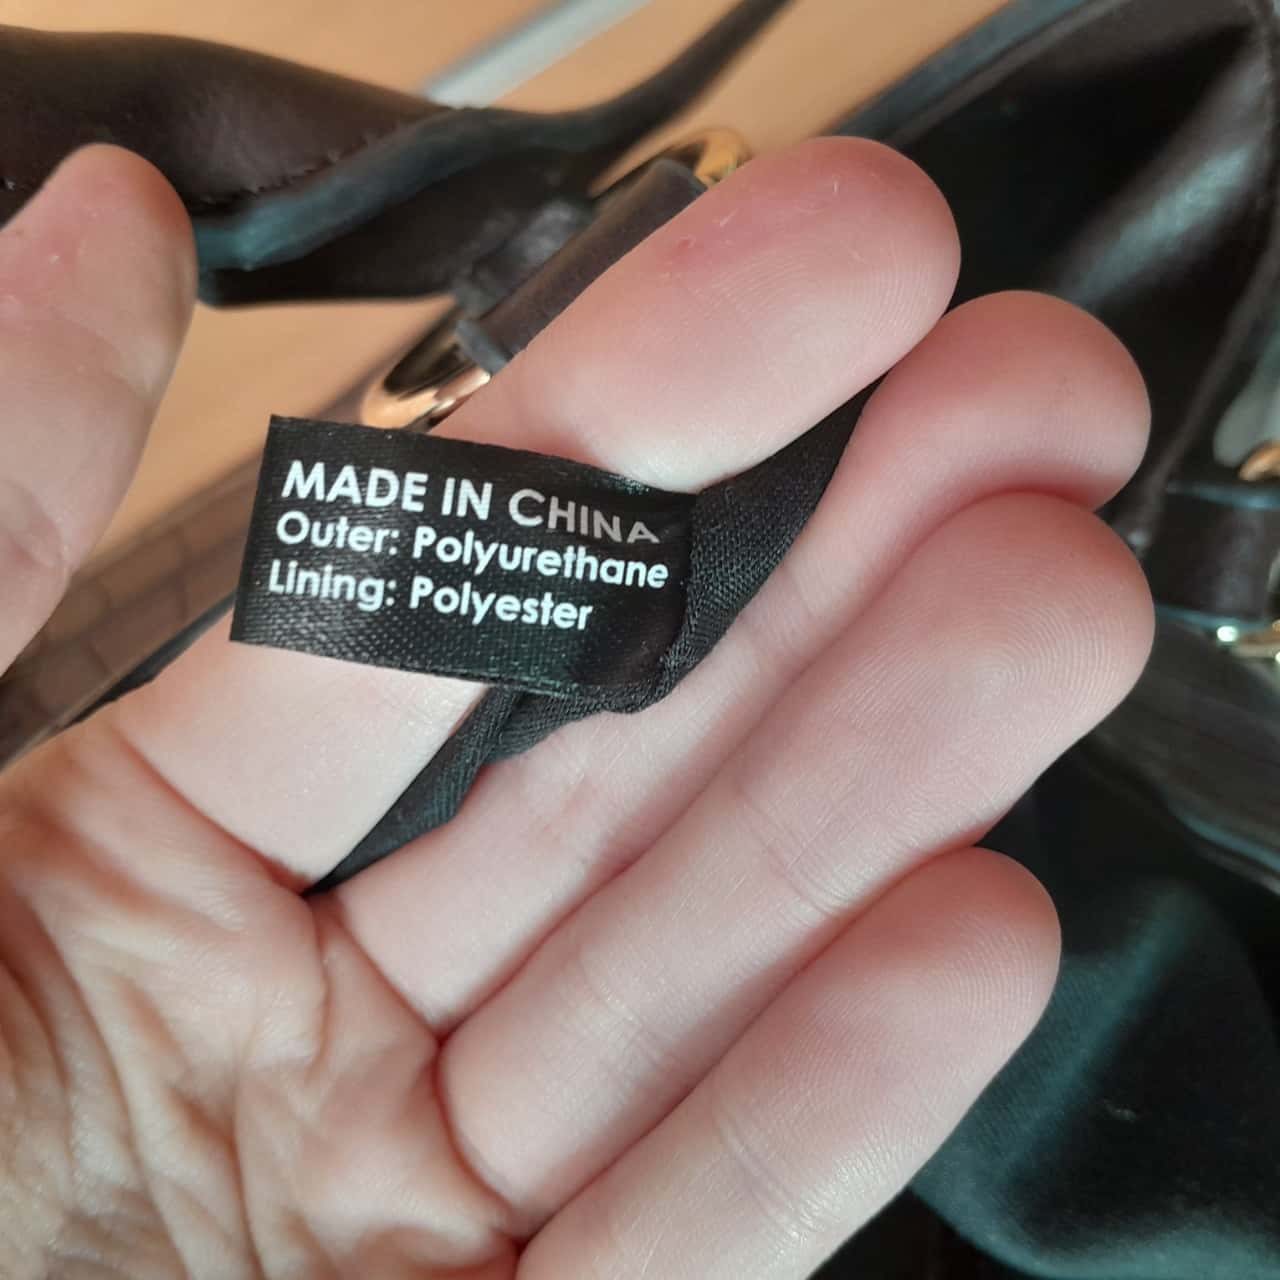 MADE IN CHINA
Outer: Polyurethane
Lining: Polyester